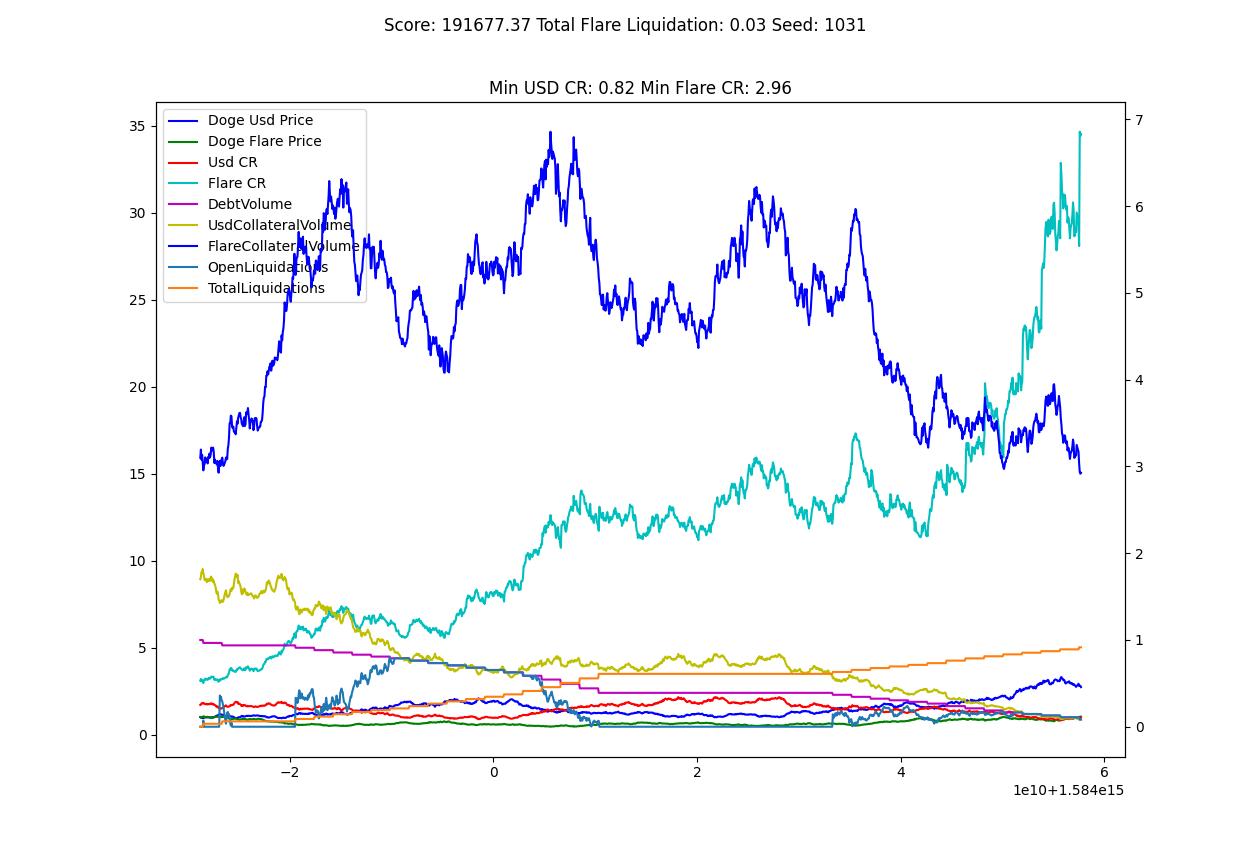 Score: 191677.37 Total Flare Liquidation: 0.03 Seed: 1031
Min USD CR: 0.82 Min Flare CR: 2.96
Doge Usd Price
Doge Flare Price
Usd CR
Flare CR
DebtVolume
UsdCollateralVolume
FlareCollateralVolume
OpenLiquidations
TotalLiquidations
35
30
25
20
15
10
5
0
7
6
5
4
3
2
1
0
−2
0
2
4
6
1e10+1.584e15